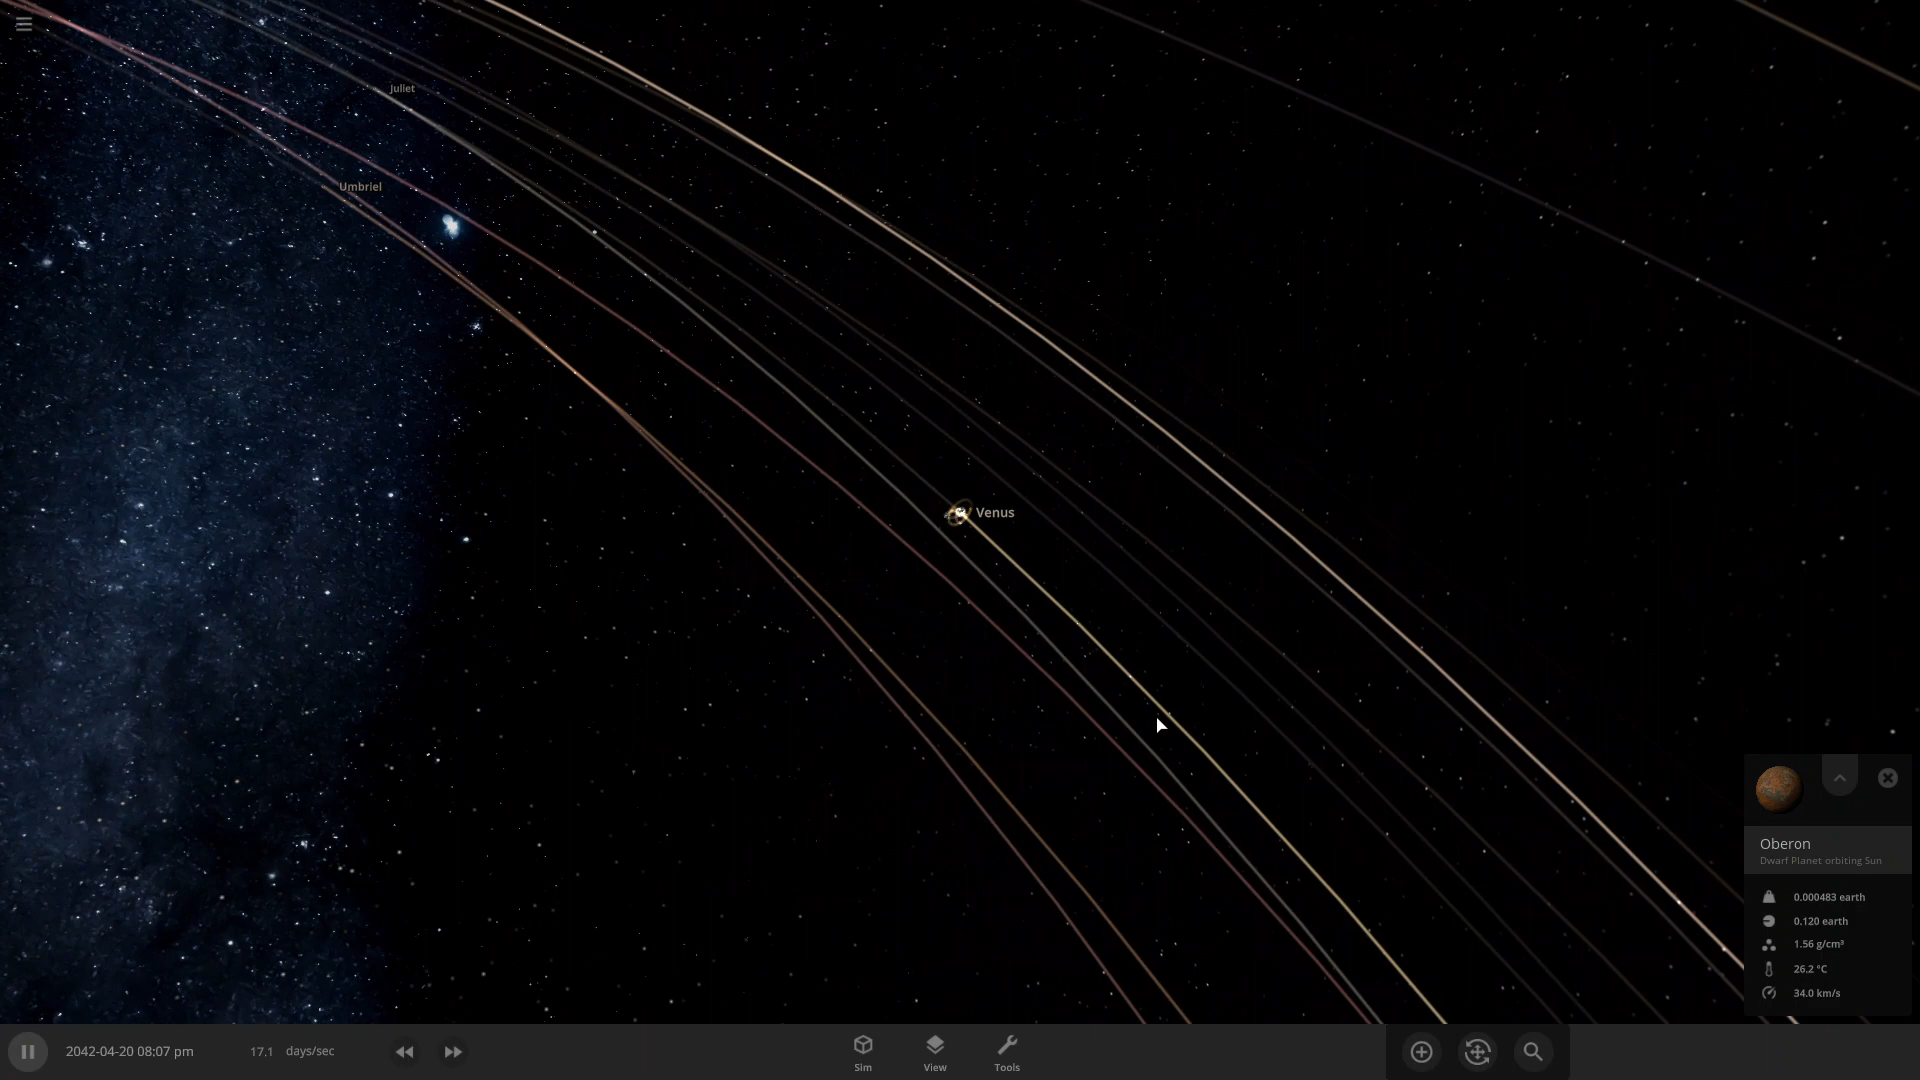 Juliet
Umbriel
Venus
Oberon
Dwarf Planet orbiting Sun
0.000483 earth
0.120 earth
1.56 g/cm³
26.2 °C
34.0 km/s
2042-04-20 08:07 pm
17.1 days/sec
Sim
View
Tools